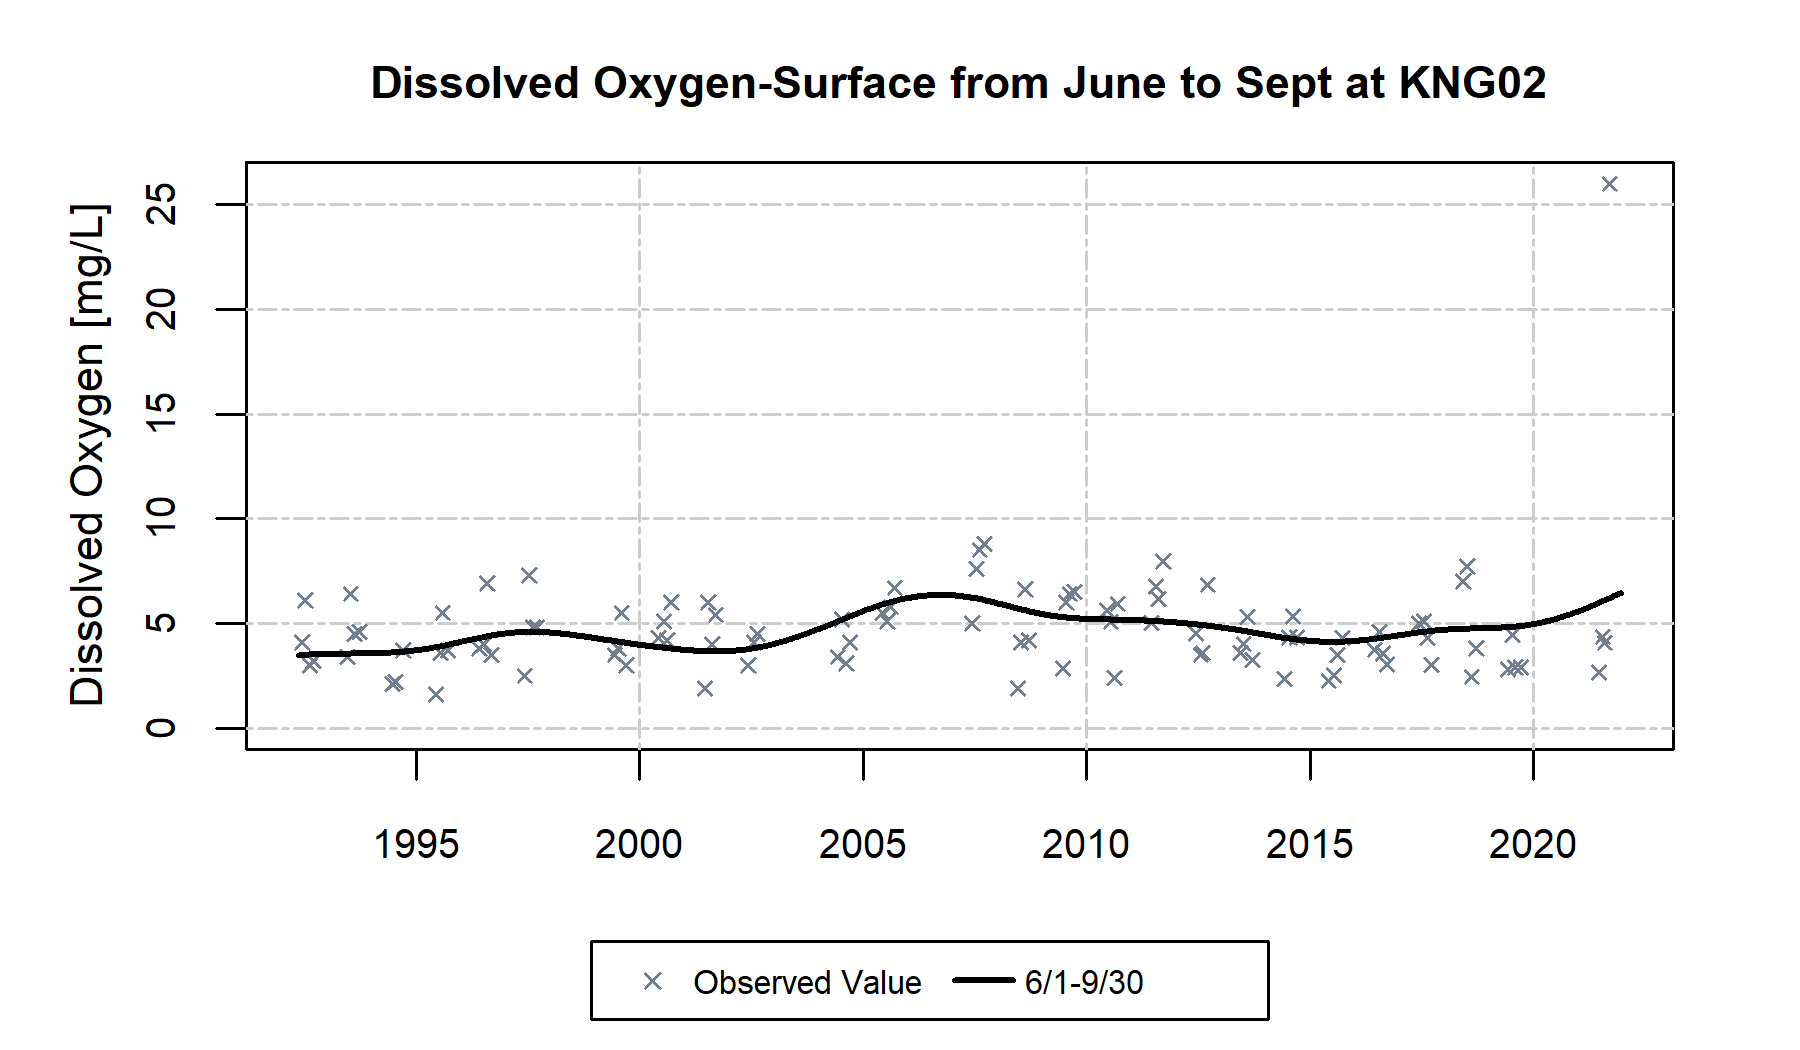 Dissolved Oxygen-Surface from June to Sept at KNG02
Dissolved Oxygen [mg/L]
25
20
15
10
5
0
1995 2000 2005 2010 2015 2020
Observed Value 6/1-9/30